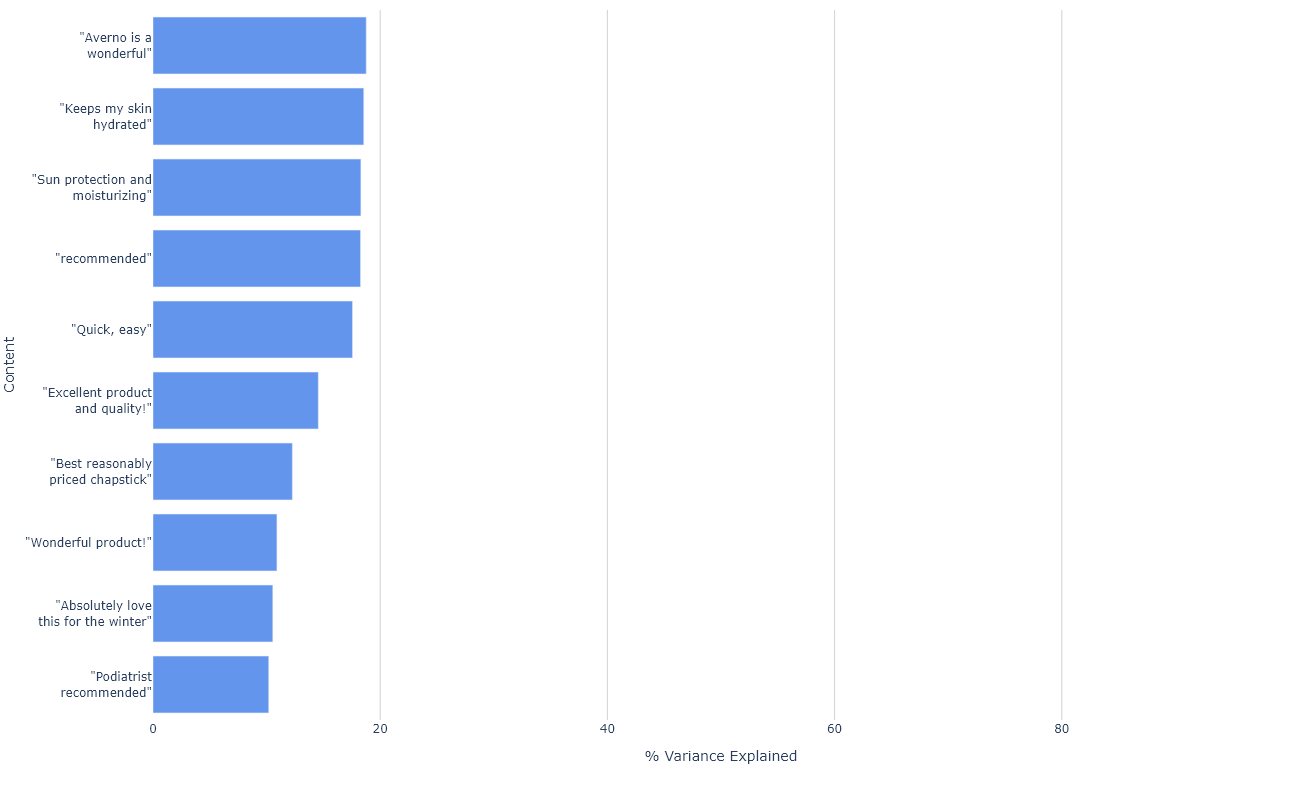 "Averno is a
wonderful"
"Keeps my skin
hydrated"
"Sun protection and
moisturizing"
"recommended"
"Quick, easy"
"Excellent product
and quality!"
"Best reasonably
priced chapstick"
"Wonderful product!"
"Absolutely love
this for the winter"
"Podiatrist
recommended"
Content
0 20 40 60 80
% Variance Explained